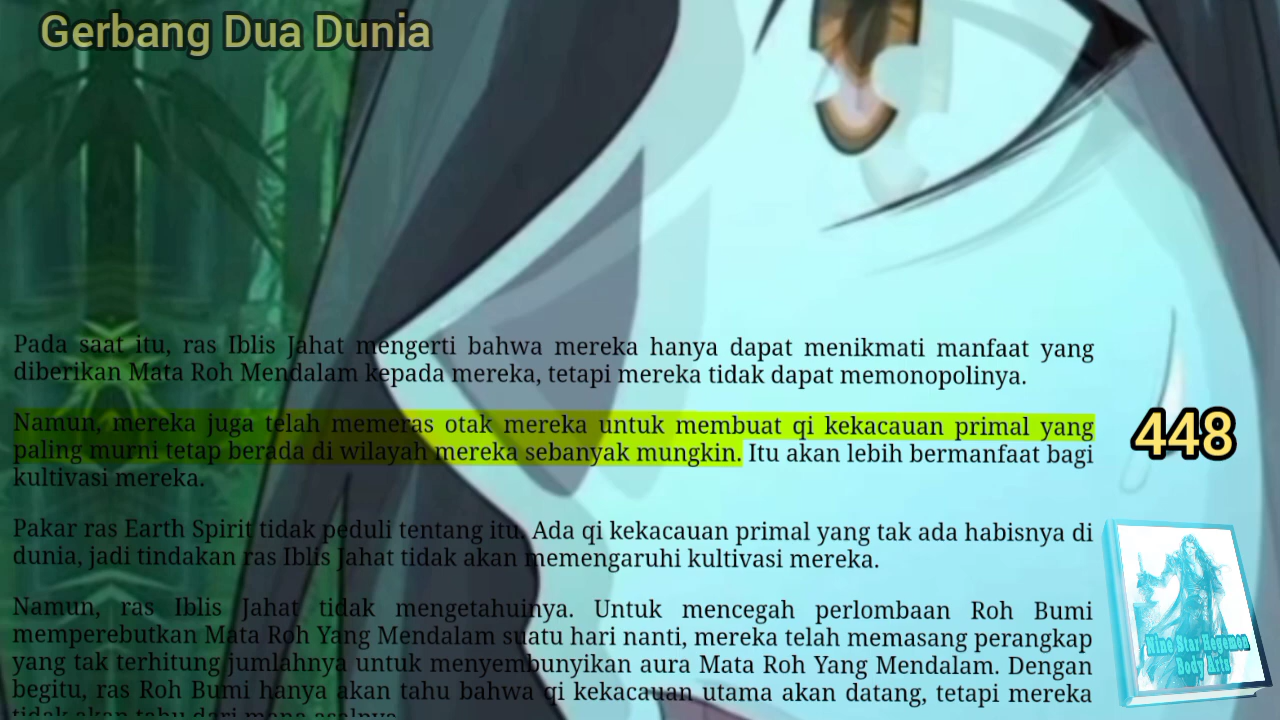 Gerbang Dua Dunia
Pada saat itu, ras Iblis Jahat mengerti bahwa mereka hanya dapat menikmati manfaat yang
diberikan Mata Roh Mendalam kepada mereka, tetapi mereka tidak dapat memonopolinya.
Namun, mereka juga telah memeras otak mereka untuk membuat qi kekacauan primal yang
paling murni tetap berada di wilayah mereka sebanyak mungkin. Itu akan lebih bermanfaat bagi
kultivasi mereka.
448
Pakar ras Earth Spirit tidak peduli tentang itu. Ada qi kekacauan primal yang tak ada habisnya di
dunia, jadi tindakan ras Iblis Jahat tidak akan memengaruhi kultivasi mereka.
Namun, ras Iblis Jahat tidak mengetahuinya. Untuk mencegah perlombaan Roh Bumi
memperebutkan Mata Roh Yang Mendalam suatu hari nanti, mereka telah memasang perangkap
yang tak terhitung jumlahnya untuk menyembunyikan aura Mata Roh Yang Mendalam. Dengan
begitu, ras Roh Bumi hanya akan tahu bahwa qi kekacauan utama akan datang, tetapi mereka
tidak akan tahu dari mana asalnya.
Nine Star Hegemon
Body Arts